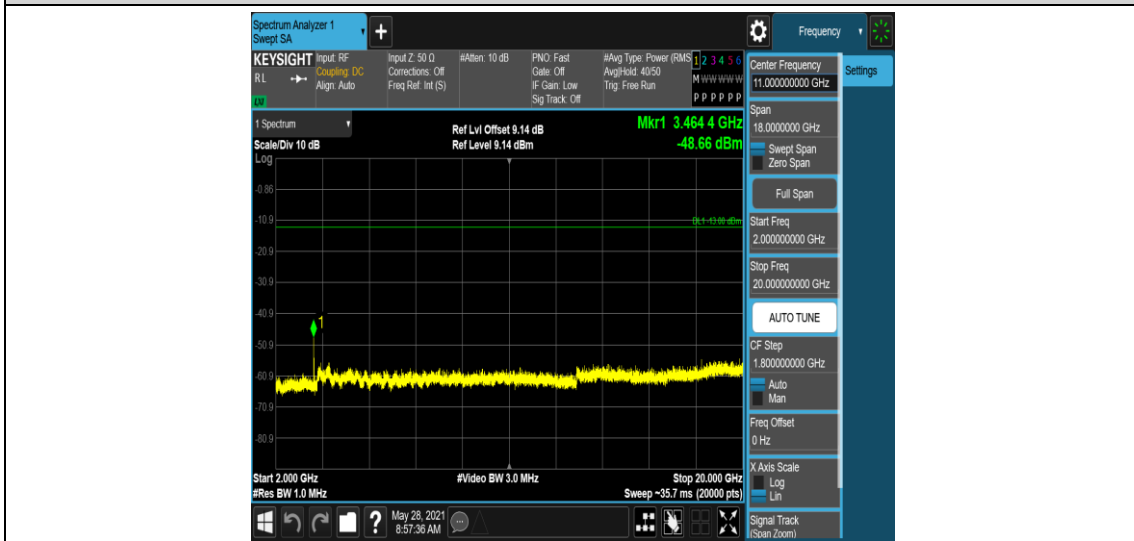 Spectrum Analyzer 1
Swept SA
+
Frequency
KEYSIGHT
RL
LXI
Input: RF
Coupling: DC
Align: Auto
Input Z: 50 Ω
Corrections: Off
Freq Ref: Int (S)
#Atten: 10 dB
PNO: Fast
Gate: Off
IF Gain: Low
Sig Track: Off
#Avg Type: Power (RMS
Avg|Hold: 40/50
Trig: Free Run
1 2 3 4 5 6
M W W W W W
P P P P P P
1 Spectrum
Scale/Div 10 dB
Ref Lvl Offset 9.14 dB
Ref Level 9.14 dBm
Mkr1 3.464 4 GHz
-48.66 dBm
Log
-0.86
-10.9
DL1 -13.00 dBm
-20.9
-30.9
-40.9
1
-50.9
-60.9
-70.9
-80.9
Start 2.000 GHz
#Res BW 1.0 MHz
#Video BW 3.0 MHz
Stop 20.000 GHz
Sweep ~35.7 ms (20000 pts)
Center Frequency
11.000000000 GHz
Settings
Span
18.0000000 GHz
Swept Span
Zero Span
Full Span
Start Freq
2.000000000 GHz
Stop Freq
20.000000000 GHz
AUTO TUNE
CF Step
1.800000000 GHz
Auto
Man
Freq Offset
0 Hz
X Axis Scale
Log
Lin
Signal Track
(Span Zoom)
?
May 28, 2021
8:57:36 AM